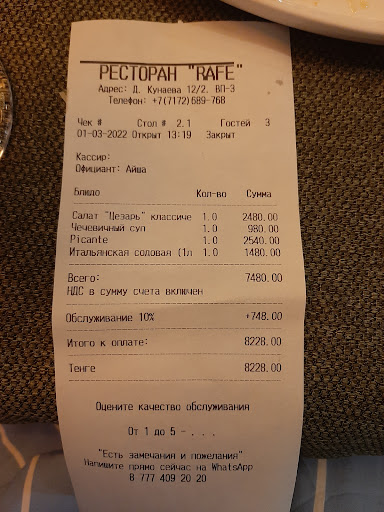 РЕСТОРАН "RAFE"
Адрес: Д. Кунаева 12/2. ВП-3
Телефон: +7(7172)689-768
Чек # Стол # 2.1 Гостей 3
01-03-2022 Открыт 13:19 Закрыт
Кассир:
Официант: Айша
Блюдо Кол-во Сумма
Салат "Цезарь" классиче 1.0 2480.00
Чечевичный суп 1.0 980.00
Picante 1.0 2540.00
Итальянская содовая (1л 1.0 1480.00
Всего: 7480.00
НДС в сумму счета включен
Обслуживание 10% +748.00
Итого к оплате: 8228.00
Тенге 8228.00
Оцените качество обслуживания
От 1 до 5 - . . .
"Есть замечания и пожелания"
Напишите прямо сейчас на WhatsApp
8 777 409 20 20